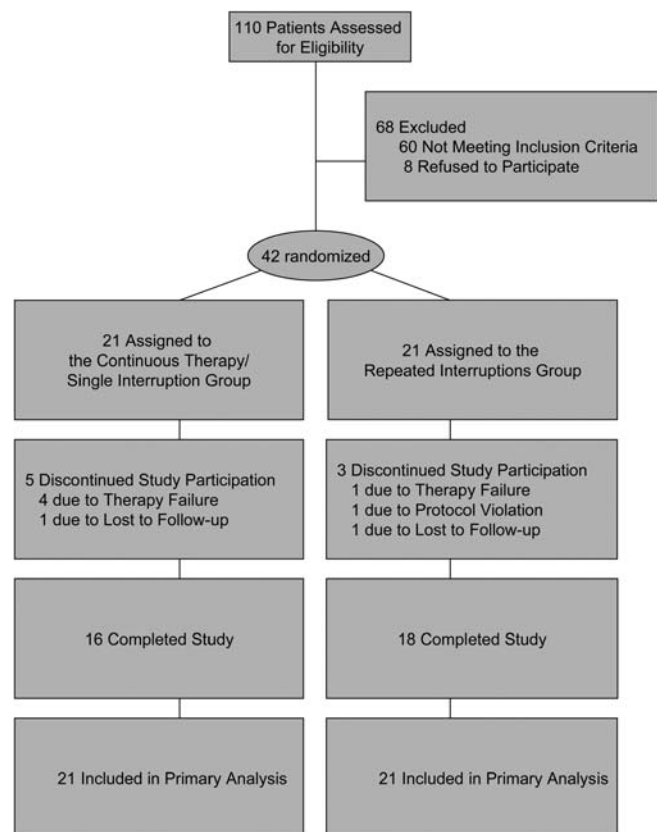 110 Patients Assessed
for Eligibility
68 Excluded
60 Not Meeting Inclusion Criteria
8 Refused to Participate
42 randomized
21 Assigned to
the Continuous Therapy/
Single Interruption Group
21 Assigned to the
Repeated Interruptions Group
5 Discontinued Study Participation
4 due to Therapy Failure
1 due to Lost to Follow-up
3 Discontinued Study Participation
1 due to Therapy Failure
1 due to Protocol Violation
1 due to Lost to Follow-up
16 Completed Study
18 Completed Study
21 Included in Primary Analysis
21 Included in Primary Analysis